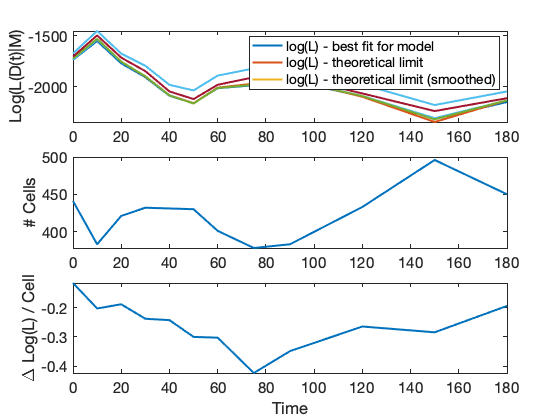 Log(L(D(t)|M)
-1500
-2000
log(L) - best fit for model
log(L) - theoretical limit
log(L) - theoretical limit (smoothed)
0 20 40 60 80 100 120 140 160 180
# Cells
500
450
400
0 20 40 60 80 100 120 140 160 180
Δ Log(L) / Cell
-0.2
-0.3
-0.4
0 20 40 60 80 100 120 140 160 180
Time